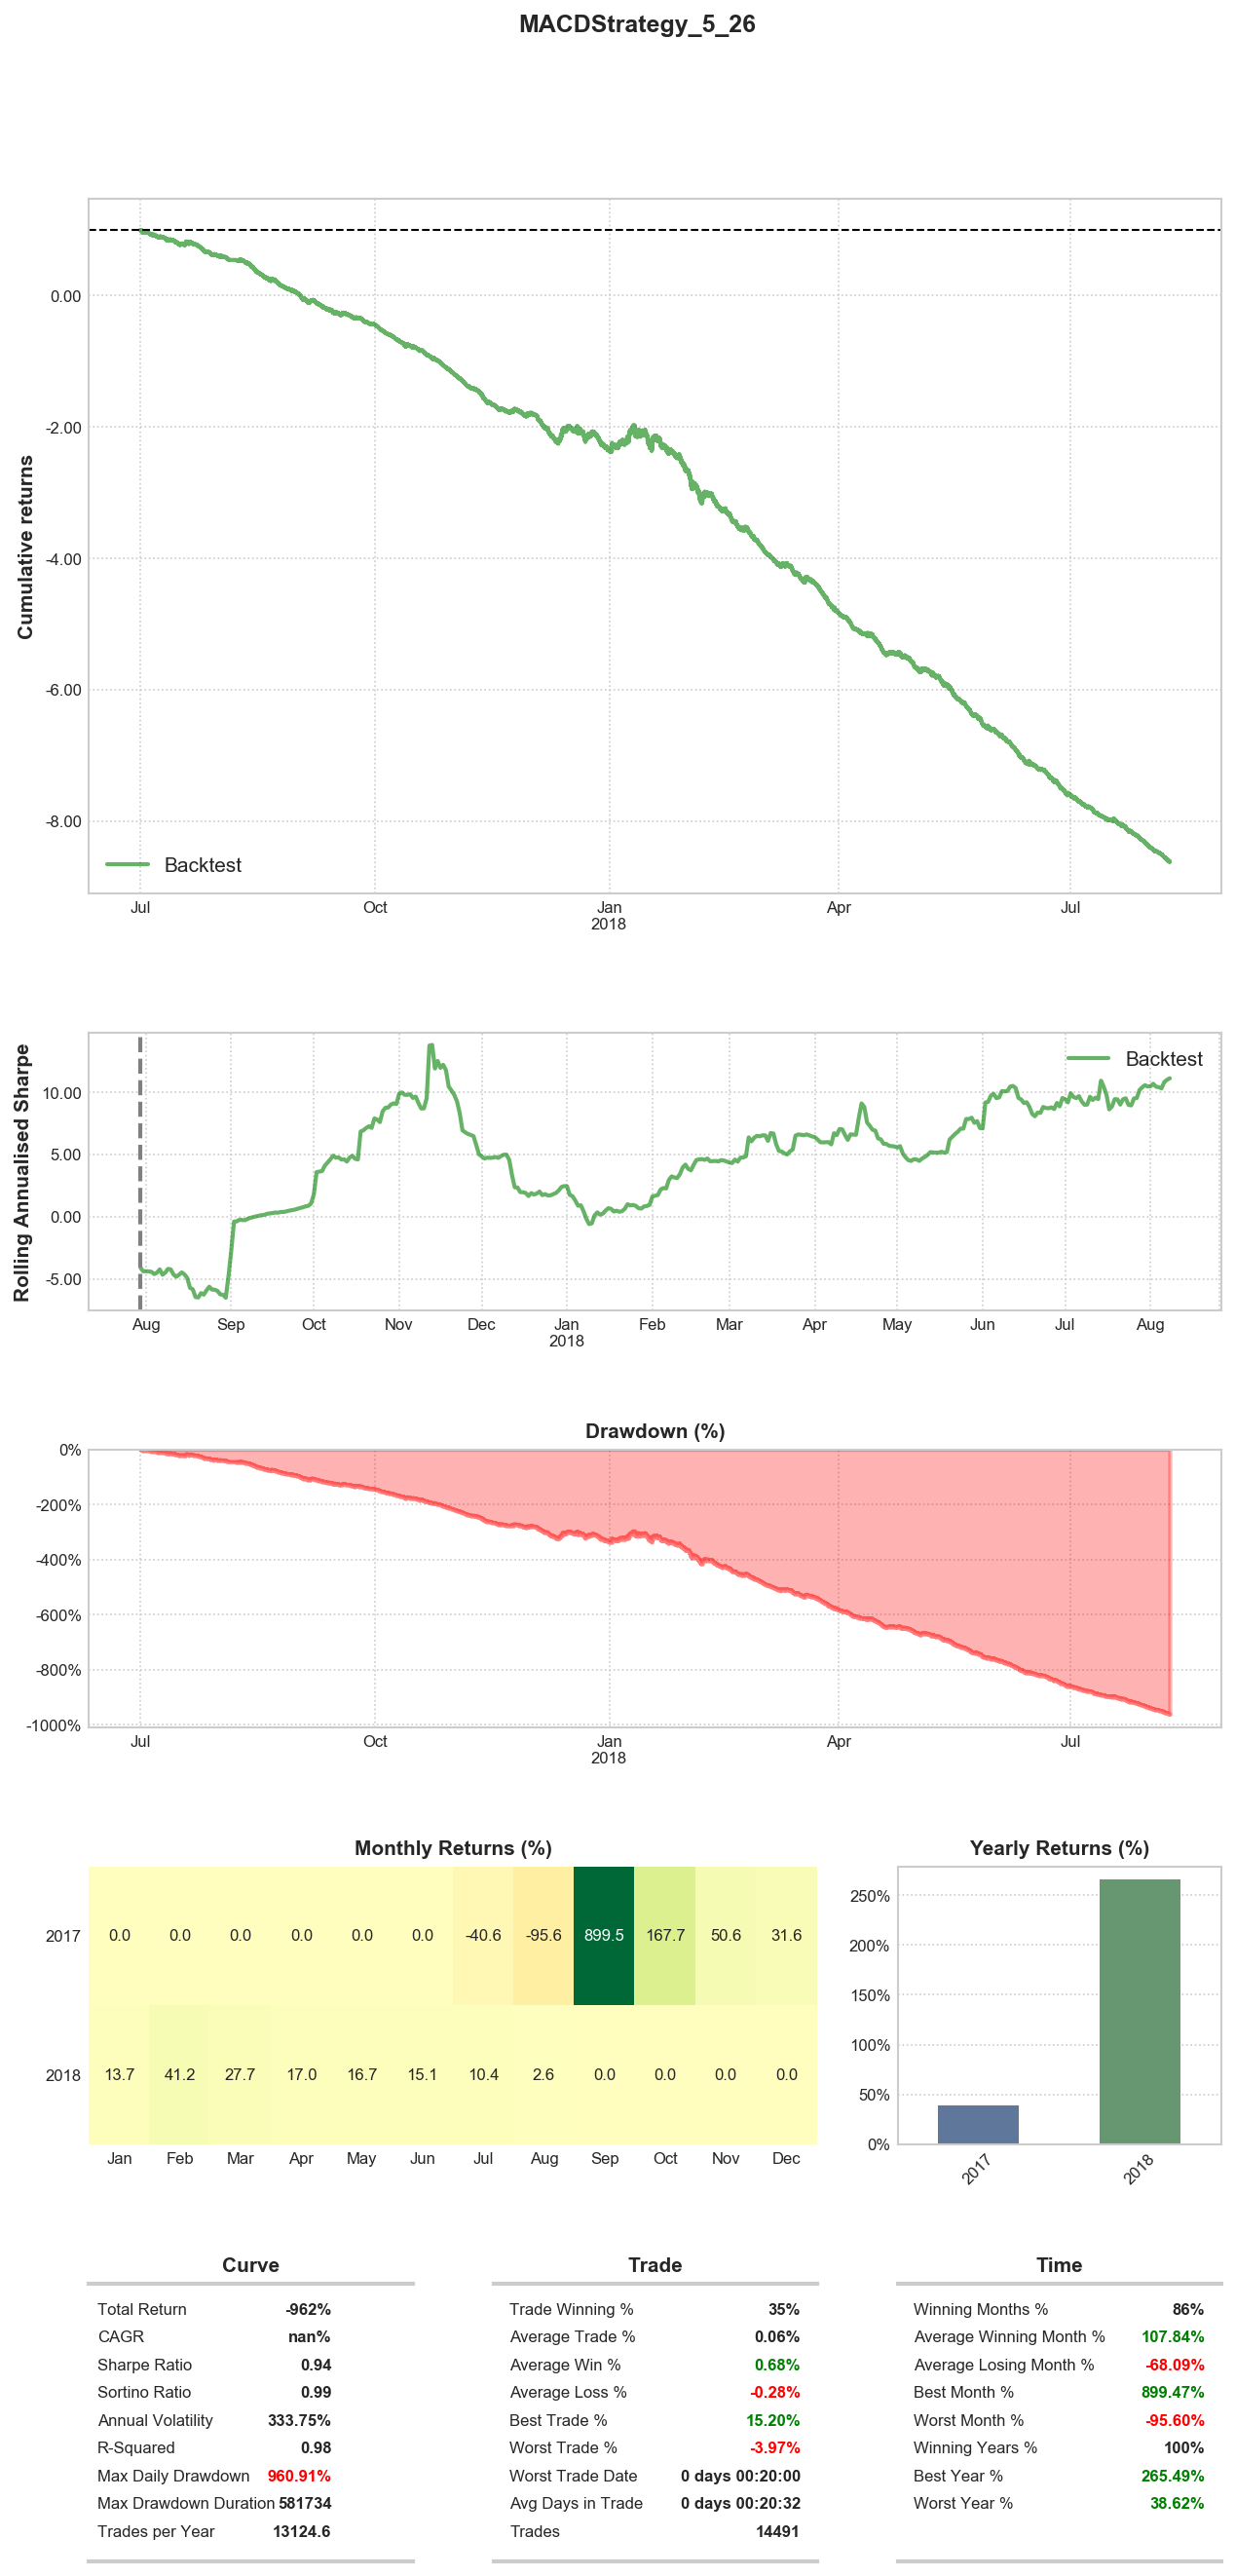 MACDStrategy_5_26
Cumulative returns
0.00
-2.00
-4.00
-6.00
-8.00
Backtest
Jul Oct Jan Apr Jul
2018
Rolling Annualised Sharpe
10.00
5.00
0.00
-5.00
Backtest
Aug Sep Oct Nov Dec Jan Feb Mar Apr May Jun Jul Aug
2018
Drawdown (%)
0%
-200%
-400%
-600%
-800%
-1000%
Jul Oct Jan Apr Jul
2018
Monthly Returns (%)
2017 0.0 0.0 0.0 0.0 0.0 0.0 -40.6 -95.6 899.5 167.7 50.6 31.6
2018 13.7 41.2 27.7 17.0 16.7 15.1 10.4 2.6 0.0 0.0 0.0 0.0
Jan Feb Mar Apr May Jun Jul Aug Sep Oct Nov Dec
Yearly Returns (%)
250%
200%
150%
100%
50%
0%
2017 2018
Curve
Total Return -962%
CAGR nan%
Sharpe Ratio 0.94
Sortino Ratio 0.99
Annual Volatility 333.75%
R-Squared 0.98
Max Daily Drawdown 960.91%
Max Drawdown Duration 581734
Trades per Year 13124.6
Trade
Trade Winning % 35%
Average Trade % 0.06%
Average Win % 0.68%
Average Loss % -0.28%
Best Trade % 15.20%
Worst Trade % -3.97%
Worst Trade Date 0 days 00:20:00
Avg Days in Trade 0 days 00:20:32
Trades 14491
Time
Winning Months % 86%
Average Winning Month % 107.84%
Average Losing Month % -68.09%
Best Month % 899.47%
Worst Month % -95.60%
Winning Years % 100%
Best Year % 265.49%
Worst Year % 38.62%